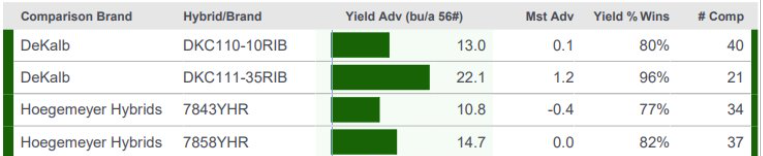 Comparison Brand Hybrid/Brand Yield Adv (bu/a 56#) Mst Adv Yield % Wins # Comp
DeKalb DKC110-10RIB 13.0 0.1 80% 40
DeKalb DKC111-35RIB 22.1 1.2 96% 21
Hoegemeyer Hybrids 7843YHR 10.8 -0.4 77% 34
Hoegemeyer Hybrids 7858YHR 14.7 0.0 82% 37